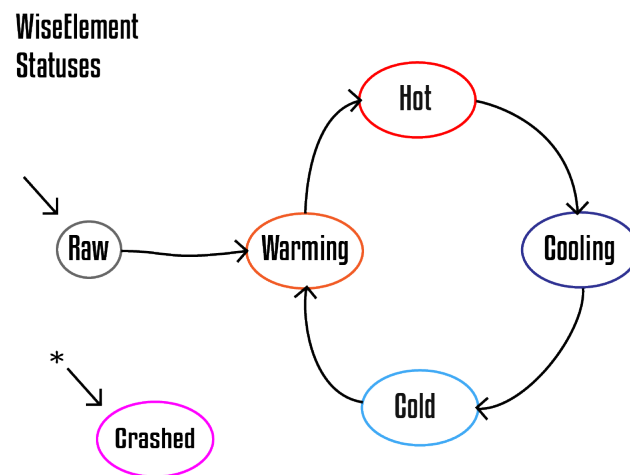 WiseElement
Statuses
Hot
Raw
Warming
Cooling
*
Cold
Crashed